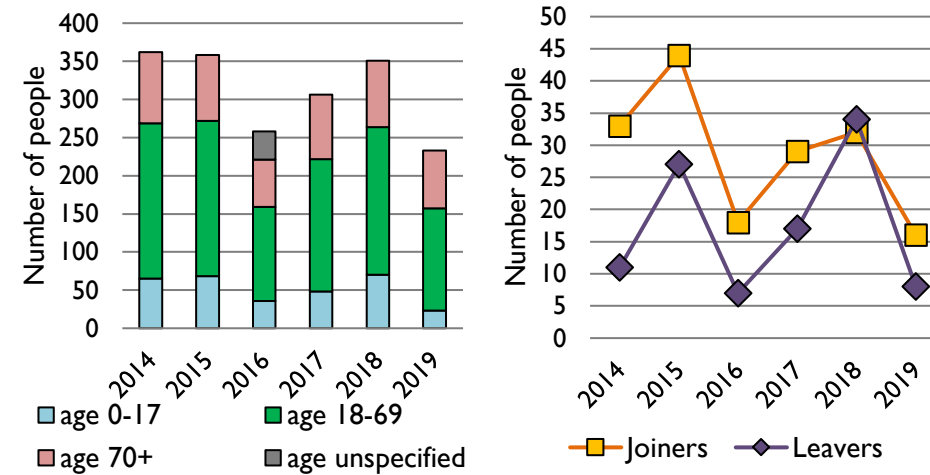 Number of people
400
350
300
250
200
150
100
50
0
2014 2015 2016 2017 2018 2019
age 0-17 age 18-69
age 70+ age unspecified
Number of people
50
45
40
35
30
25
20
15
10
5
0
2014 2015 2016 2017 2018 2019
Joiners Leavers